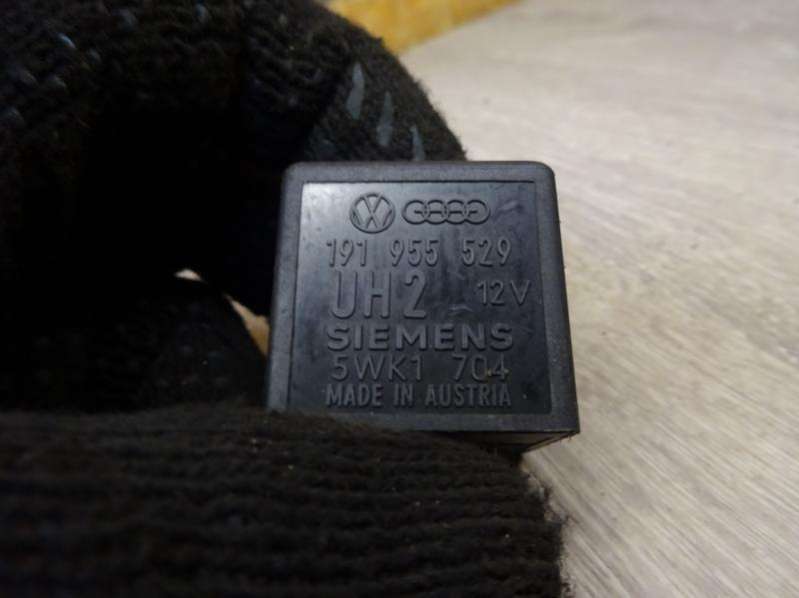 191 955 529
UH2 12V
SIEMENS
5WK1 704
MADE IN AUSTRIA